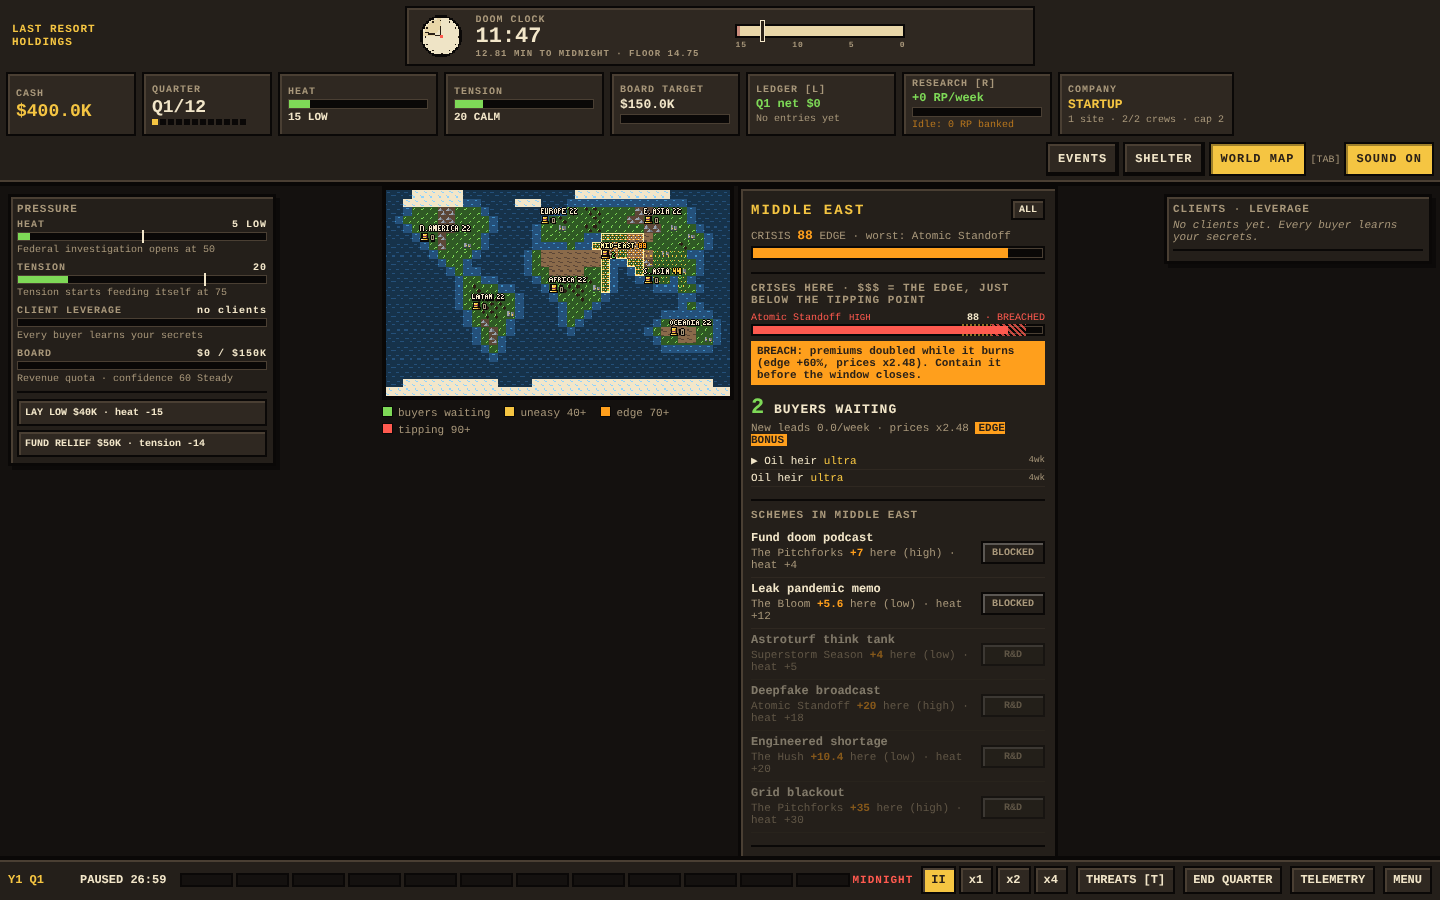 LAST RESORT
HOLDINGS
DOOM CLOCK
11:47
12.81 MIN TO MIDNIGHT · FLOOR 14.75
15 10 5 0
CASH
$400.0K
QUARTER
Q1/12
HEAT
15 LOW
TENSION
20 CALM
BOARD TARGET
$150.0K
LEDGER [L]
Q1 net $0
No entries yet
RESEARCH [R]
+0 RP/week
Idle: 0 RP banked
COMPANY
STARTUP
1 site · 2/2 crews · cap 2
EVENTS
SHELTER
WORLD MAP
[TAB]
SOUND ON
PRESSURE
HEAT 5 LOW
Federal investigation opens at 50
TENSION 20
Tension starts feeding itself at 75
CLIENT LEVERAGE no clients
Every buyer learns your secrets
BOARD $0 / $150K
Revenue quota · confidence 60 Steady
LAY LOW $40K · heat -15
FUND RELIEF $50K · tension -14
EUROPE 22
E.ASIA 22
N.AMERICA 22
MID-EAST 88
S.ASIA 44
AFRICA 22
LATAM 22
OCEANIA 22
buyers waiting uneasy 40+ edge 70+
tipping 90+
MIDDLE EAST
ALL
CRISIS 88 EDGE · worst: Atomic Standoff
CRISES HERE · $$$ = THE EDGE, JUST
BELOW THE TIPPING POINT
Atomic Standoff HIGH 88 · BREACHED
BREACH: premiums doubled while it burns
(edge +60%, prices x2.48). Contain it
before the window closes.
2 BUYERS WAITING
New leads 0.0/week · prices x2.48 EDGE
BONUS
▶ Oil heir ultra 4wk
Oil heir ultra 4wk
SCHEMES IN MIDDLE EAST
Fund doom podcast
The Pitchforks +7 here (high) ·
heat +4
BLOCKED
Leak pandemic memo
The Bloom +5.6 here (low) · heat
+12
BLOCKED
Astroturf think tank
Superstorm Season +4 here (low) ·
heat +5
R&D
Deepfake broadcast
Atomic Standoff +20 here (high) ·
heat +18
R&D
Engineered shortage
The Hush +10.4 here (low) · heat
+20
R&D
Grid blackout
The Pitchforks +35 here (high) ·
heat +30
R&D
CLIENTS · LEVERAGE
No clients yet. Every buyer learns
your secrets.
Y1 Q1
PAUSED 26:59
MIDNIGHT
II
x1
x2
x4
THREATS [T]
END QUARTER
TELEMETRY
MENU